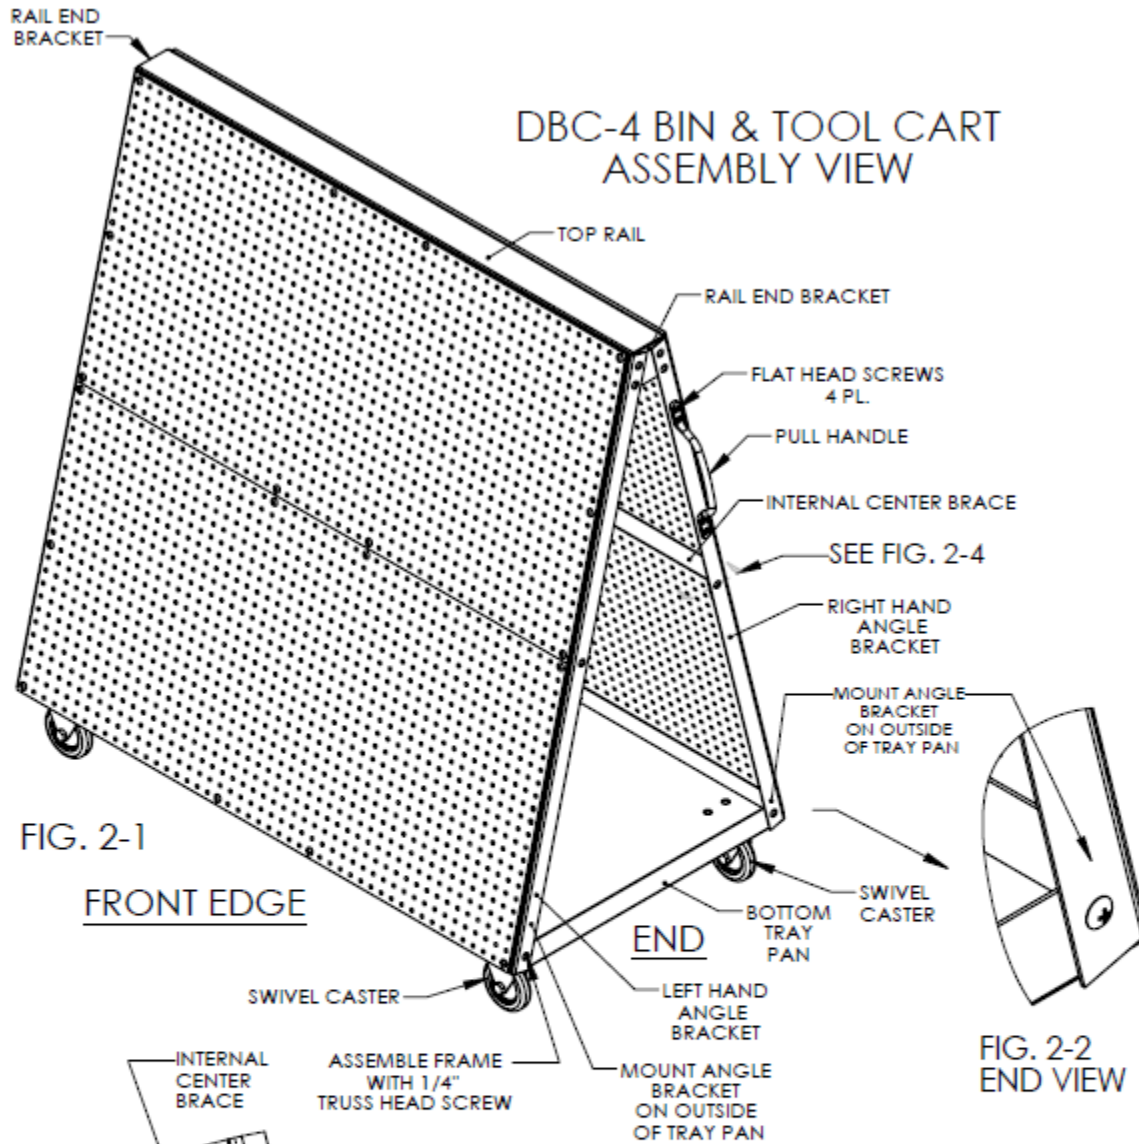 RAIL END
BRACKET
DBC-4 BIN & TOOL CART
ASSEMBLY VIEW
TOP RAIL
RAIL END BRACKET
FLAT HEAD SCREWS
4 PL.
PULL HANDLE
INTERNAL CENTER BRACE
SEE FIG. 2-4
RIGHT HAND
ANGLE
BRACKET
MOUNT ANGLE
BRACKET
ON OUTSIDE
OF TRAY PAN
FIG. 2-1
FRONT EDGE
SWIVEL
CASTER
BOTTOM
TRAY
PAN
END
SWIVEL CASTER
LEFT HAND
ANGLE
BRACKET
FIG. 2-2
END VIEW
INTERNAL
CENTER
BRACE
ASSEMBLE FRAME
WITH 1/4"
TRUSS HEAD SCREW
MOUNT ANGLE
BRACKET
ON OUTSIDE
OF TRAY PAN